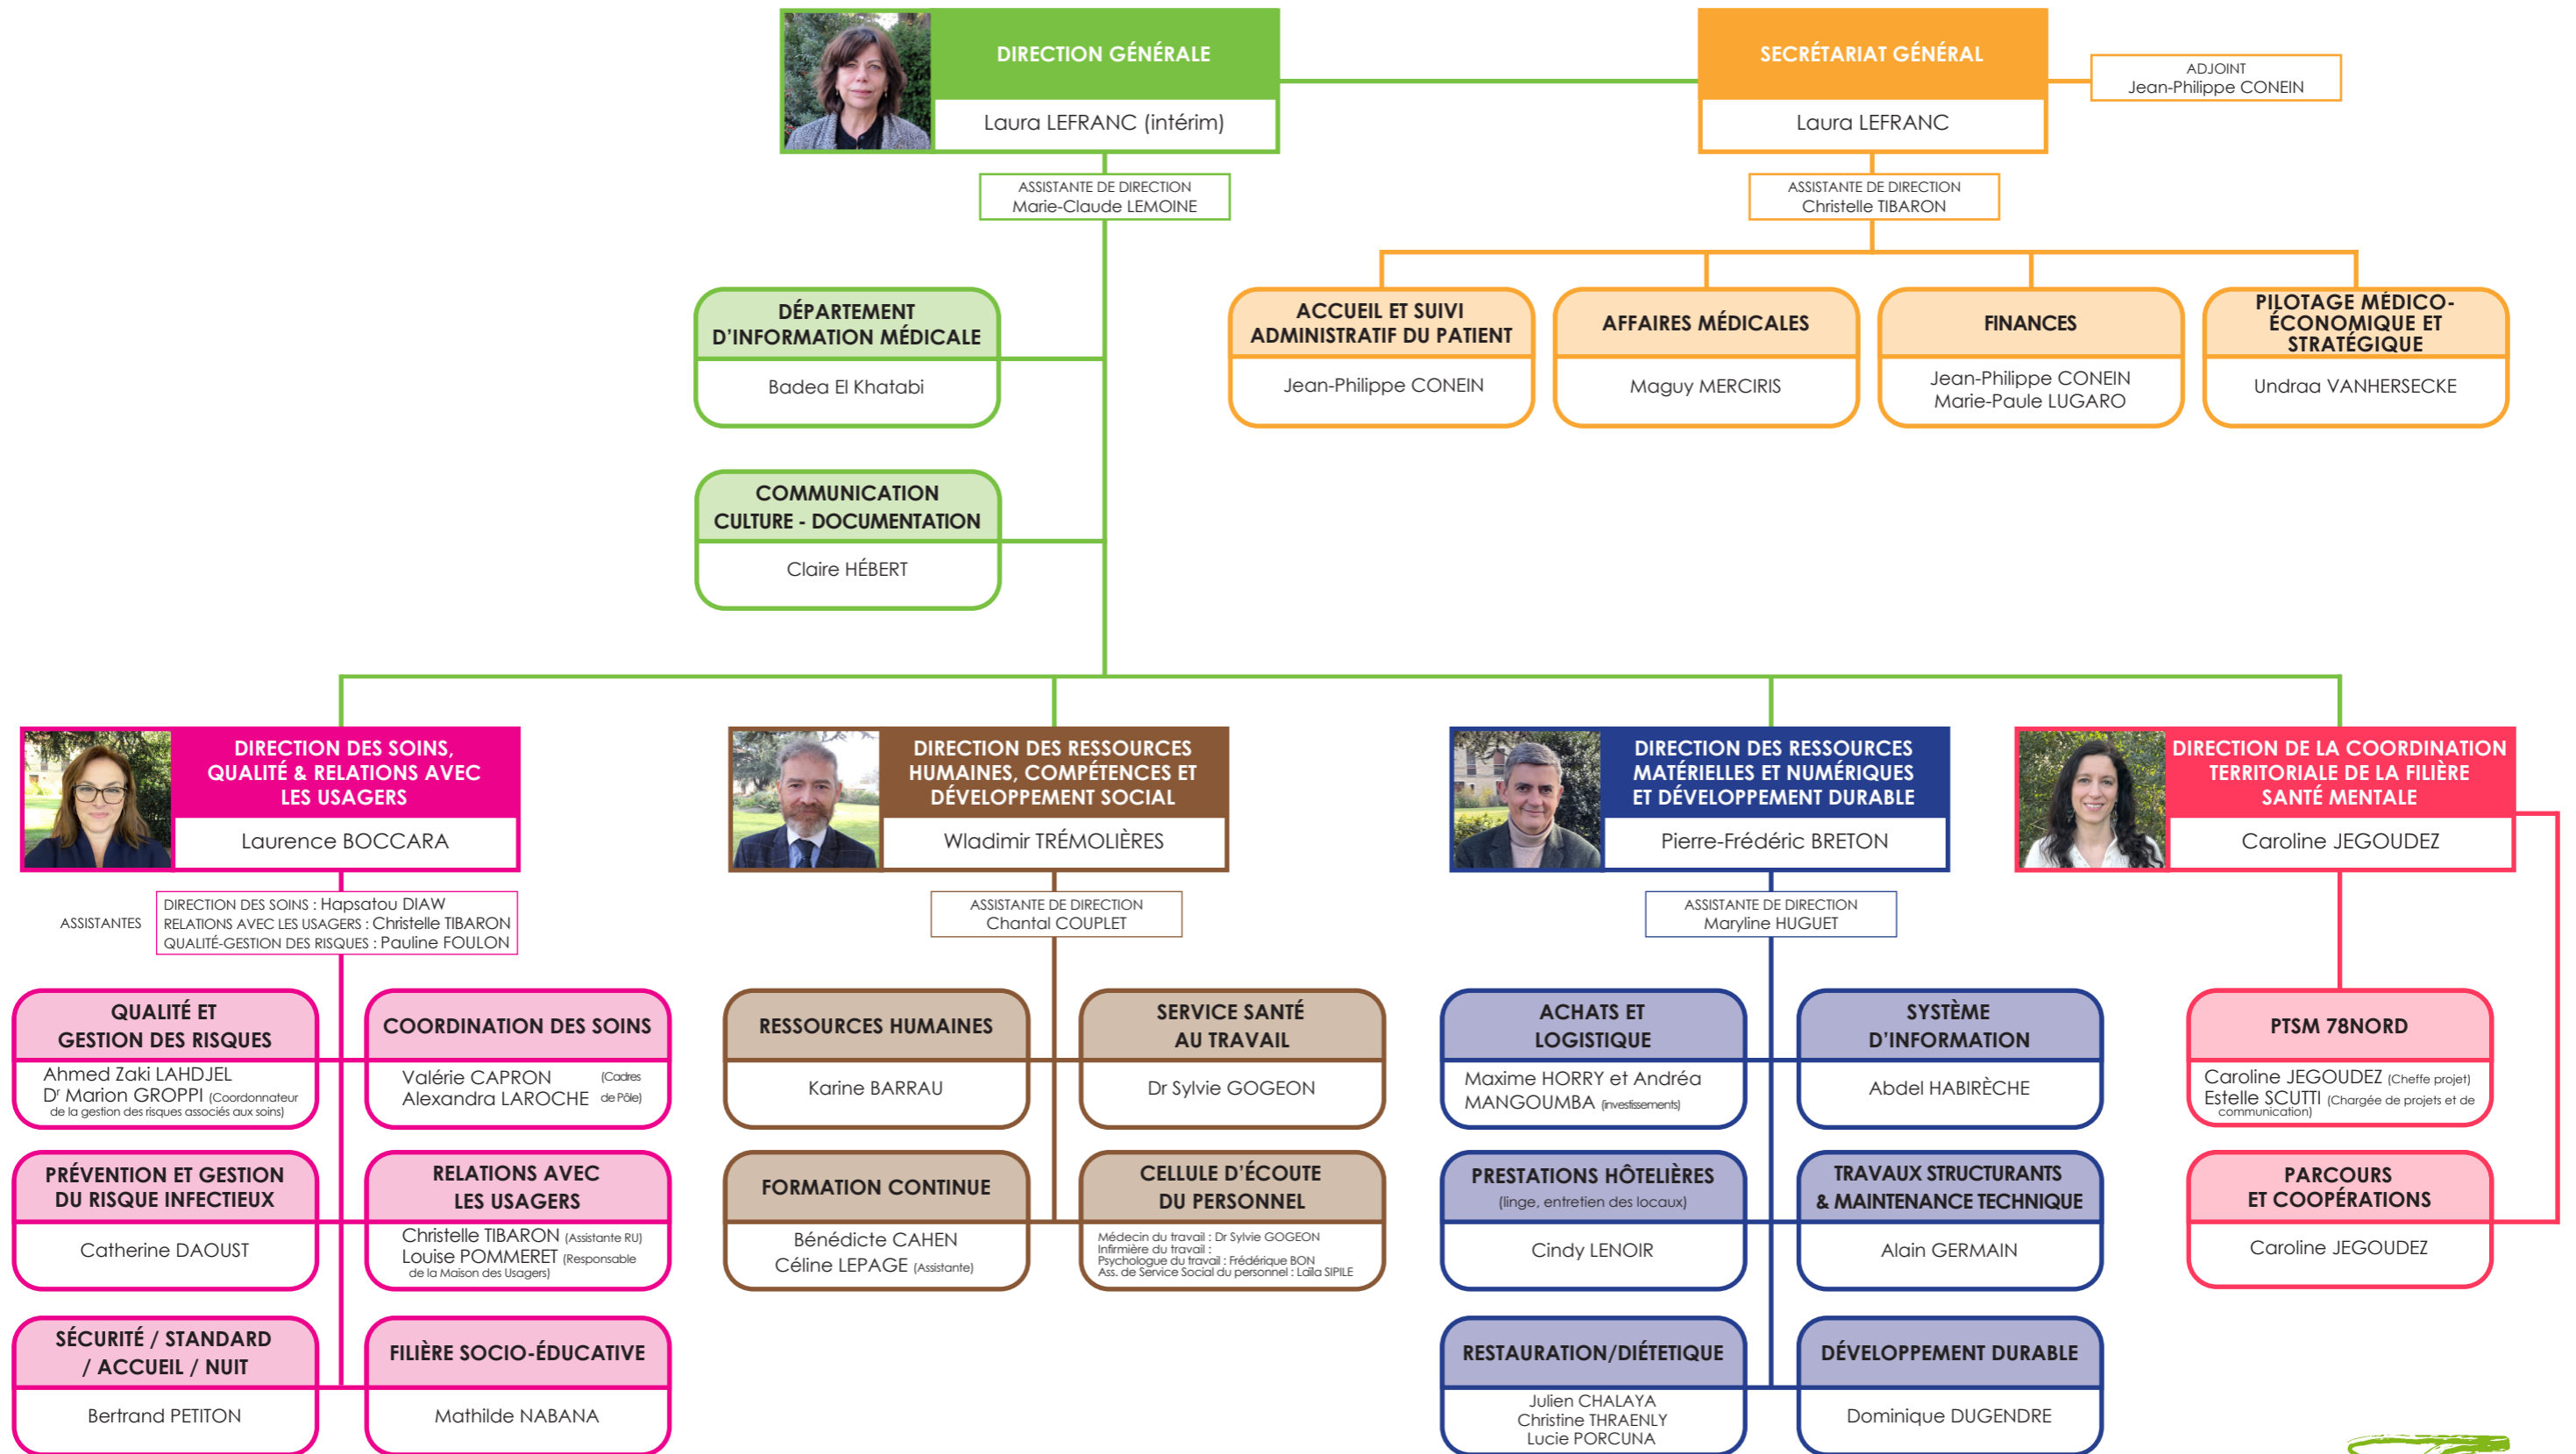 DIRECTION GÉNÉRALE
Laura LEFRANC (intérim)
ASSISTANTE DE DIRECTION
Marie-Claude LEMOINE
SECRÉTARIAT GÉNÉRAL
Laura LEFRANC
ADJOINT
Jean-Philippe CONEIN
ASSISTANTE DE DIRECTION
Christelle TIBARON
DÉPARTEMENT
D'INFORMATION MÉDICALE
Badea El Khatabi
ACCUEIL ET SUIVI
ADMINISTRATIF DU PATIENT
Jean-Philippe CONEIN
AFFAIRES MÉDICALES
Maguy MERCIRIS
FINANCES
Jean-Philippe CONEIN
Marie-Paule LUGARO
PILOTAGE MÉDICO-
ÉCONOMIQUE ET
STRATÉGIQUE
Undraa VANHERSECKE
COMMUNICATION
CULTURE - DOCUMENTATION
Claire HÉBERT
DIRECTION DES SOINS,
QUALITÉ & RELATIONS AVEC
LES USAGERS
Laurence BOCCARA
ASSISTANTES
DIRECTION DES SOINS : Hapsatou DIAW
RELATIONS AVEC LES USAGERS : Christelle TIBARON
QUALITÉ-GESTION DES RISQUES : Pauline FOULON
QUALITÉ ET
GESTION DES RISQUES
Ahmed Zaki LAHDJEL
Dr Marion GROPPI (Coordonnateur
de la gestion des risques associés aux soins)
COORDINATION DES SOINS
Valérie CAPRON (Cadres
Alexandra LAROCHE de Pôle)
PRÉVENTION ET GESTION
DU RISQUE INFECTIEUX
Catherine DAOUST
RELATIONS AVEC
LES USAGERS
Christelle TIBARON (Assistante RU)
Louise POMMERET (Responsable
de la Maison des Usagers)
SÉCURITÉ / STANDARD
/ ACCUEIL / NUIT
Bertrand PETITON
FILIÈRE SOCIO-ÉDUCATIVE
Mathilde NABANA
DIRECTION DES RESSOURCES
HUMAINES, COMPÉTENCES ET
DÉVELOPPEMENT SOCIAL
Wladimir TRÉMOLIÈRES
ASSISTANTE DE DIRECTION
Chantal COUPLET
RESSOURCES HUMAINES
Karine BARRAU
SERVICE SANTÉ
AU TRAVAIL
Dr Sylvie GOGEON
FORMATION CONTINUE
Bénédicte CAHEN
Céline LEPAGE (Assistante)
CELLULE D'ÉCOUTE
DU PERSONNEL
Médecin du travail : Dr Sylvie GOGEON
Infirmière du travail :
Psychologue du travail : Frédérique BON
Ass. de Service Social du personnel : Laïla SIPILE
DIRECTION DES RESSOURCES
MATÉRIELLES ET NUMÉRIQUES
ET DÉVELOPPEMENT DURABLE
Pierre-Frédéric BRETON
ASSISTANTE DE DIRECTION
Maryline HUGUET
ACHATS ET
LOGISTIQUE
Maxime HORRY et Andréa
MANGOUMBA (investissements)
SYSTÈME
D'INFORMATION
Abdel HABIRÈCHE
PRESTATIONS HÔTELIÈRES
(linge, entretien des locaux)
Cindy LENOIR
TRAVAUX STRUCTURANTS
& MAINTENANCE TECHNIQUE
Alain GERMAIN
RESTAURATION/DIÉTETIQUE
Julien CHALAYA
Christine THRAENLY
Lucie PORCUNA
DÉVELOPPEMENT DURABLE
Dominique DUGENDRE
DIRECTION DE LA COORDINATION
TERRITORIALE DE LA FILIÈRE
SANTÉ MENTALE
Caroline JEGOUDEZ
PTSM 78NORD
Caroline JEGOUDEZ (Cheffe projet)
Estelle SCUTTI (Chargée de projets et de
communication)
PARCOURS
ET COOPÉRATIONS
Caroline JEGOUDEZ